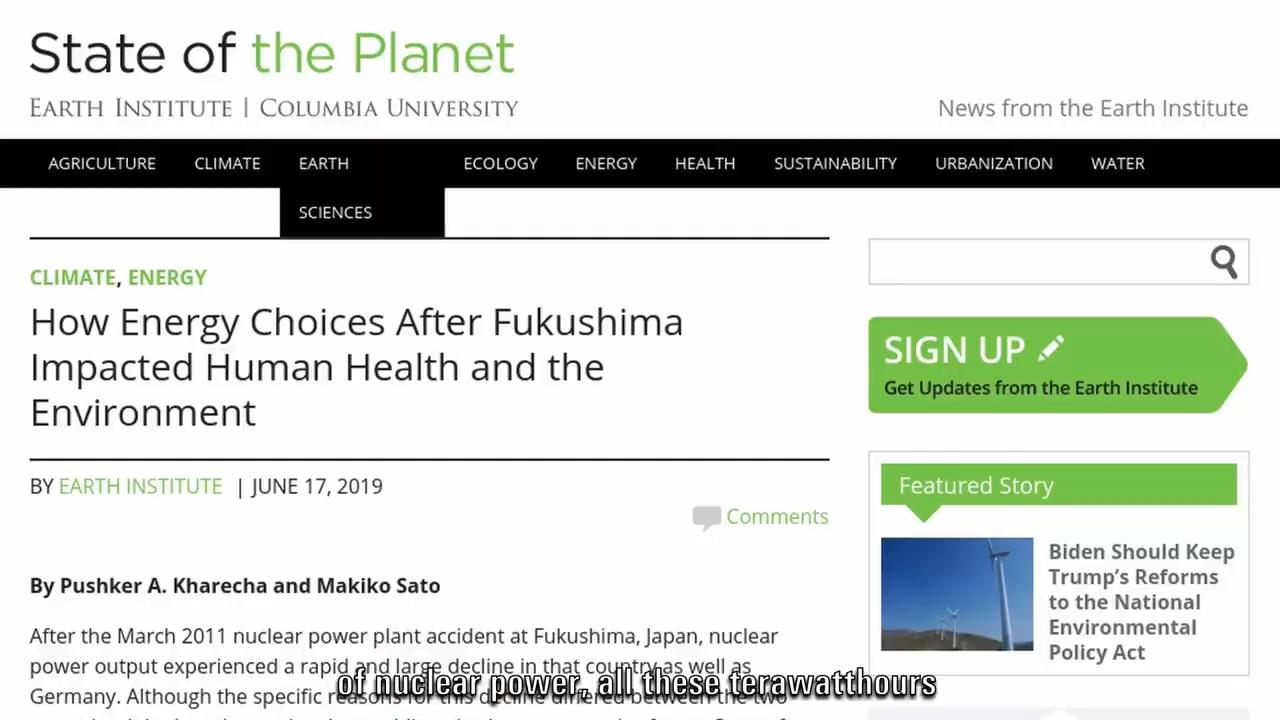 State of the Planet
EARTH INSTITUTE | COLUMBIA UNIVERSITY
News from the Earth Institute
AGRICULTURE CLIMATE EARTH SCIENCES ECOLOGY ENERGY HEALTH SUSTAINABILITY URBANIZATION WATER
CLIMATE, ENERGY
How Energy Choices After Fukushima
Impacted Human Health and the
Environment
BY EARTH INSTITUTE | JUNE 17, 2019
Comments
By Pushker A. Kharecha and Makiko Sato
After the March 2011 nuclear power plant accident at Fukushima, Japan, nuclear
power output experienced a rapid and large decline in that country as well as
Germany. Although the specific reasons for this decline differed between the two
of nuclear power, all these terawatthours
SIGN UP
Get Updates from the Earth Institute
Featured Story
Biden Should Keep
Trump's Reforms
to the National
Environmental
Policy Act